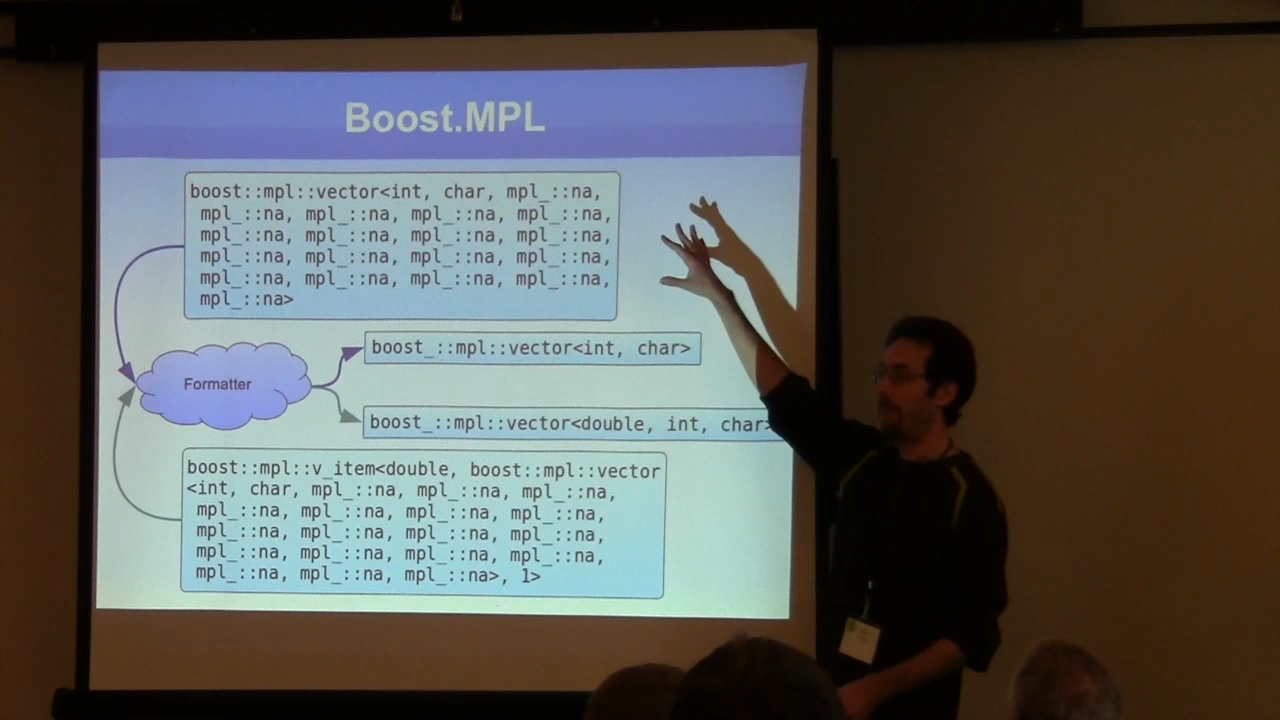 Boost.MPL
boost::mpl::vector<int, char, mpl_::na,
mpl_::na, mpl_::na, mpl_::na, mpl_::na,
mpl_::na, mpl_::na, mpl_::na, mpl_::na,
mpl_::na, mpl_::na, mpl_::na, mpl_::na,
mpl_::na, mpl_::na, mpl_::na, mpl_::na,
mpl_::na>
boost_::mpl::vector<int, char>
Formatter
boost_::mpl::vector<double, int, char>
boost::mpl::v_item<double, boost::mpl::vector
<int, char, mpl_::na, mpl_::na, mpl_::na,
mpl_::na, mpl_::na, mpl_::na, mpl_::na,
mpl_::na, mpl_::na, mpl_::na, mpl_::na,
mpl_::na, mpl_::na, mpl_::na, mpl_::na,
mpl_::na, mpl_::na, mpl_::na>, 1>